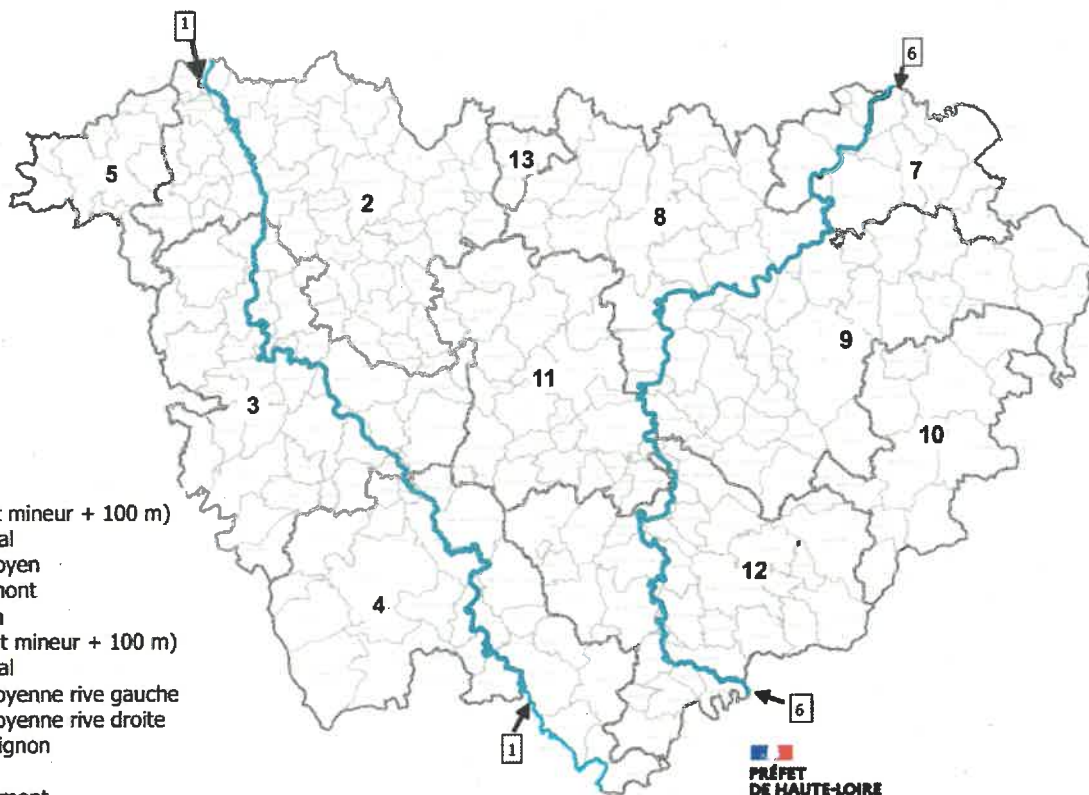 1
6
5
2
13
8
7
9
3
11
10
4
12
1
6
t mineur + 100 m)
al
oyen
nont
n
t mineur + 100 m)
al
oyenne rive gauche
oyenne rive droite
ignon
PRÉFET
DE HAUTE-LOIRE